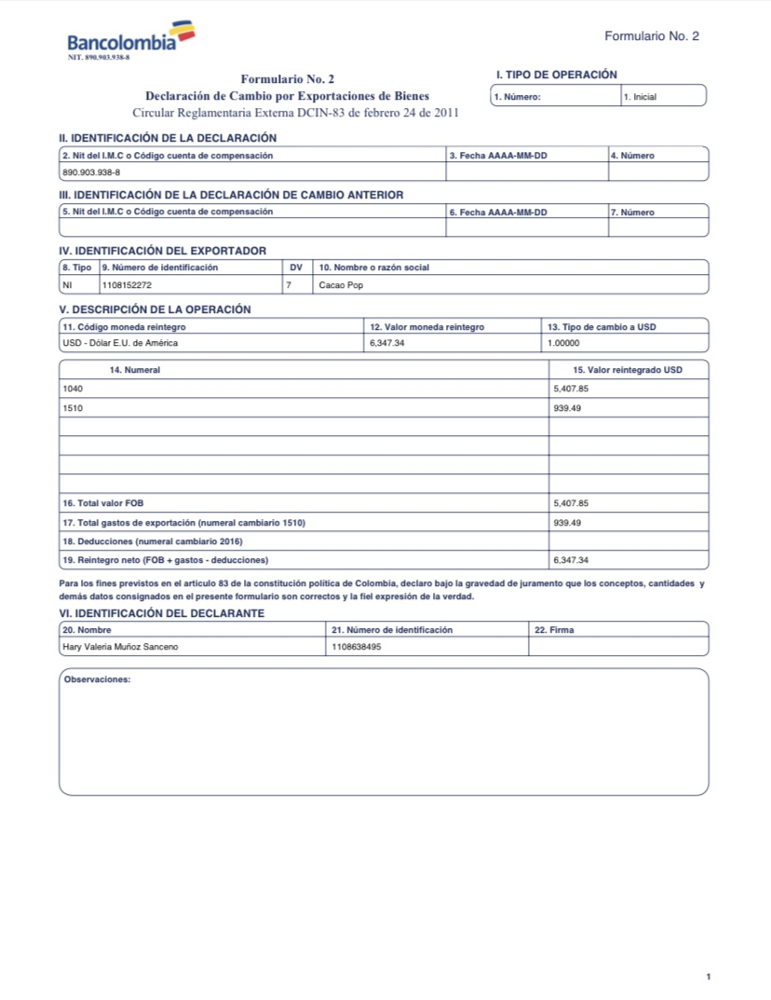 Bancolombia
NIT. 890.903.938-8
Formulario No. 2
Formulario No. 2
Declaración de Cambio por Exportaciones de Bienes
Circular Reglamentaria Externa DCIN-83 de febrero 24 de 2011
I. TIPO DE OPERACIÓN
1. Número: 1. Inicial
II. IDENTIFICACIÓN DE LA DECLARACIÓN
2. Nit del I.M.C o Código cuenta de compensación 3. Fecha AAAA-MM-DD 4. Número
890.903.938-8
III. IDENTIFICACIÓN DE LA DECLARACIÓN DE CAMBIO ANTERIOR
5. Nit del I.M.C o Código cuenta de compensación 6. Fecha AAAA-MM-DD 7. Número
IV. IDENTIFICACIÓN DEL EXPORTADOR
8. Tipo 9. Número de identificación DV 10. Nombre o razón social
NI 1108152272 7 Cacao Pop
V. DESCRIPCIÓN DE LA OPERACIÓN
11. Código moneda reintegro 12. Valor moneda reintegro 13. Tipo de cambio a USD
USD - Dólar E.U. de América 6,347.34 1.00000
14. Numeral 15. Valor reintegrado USD
1040 5,407.85
1510 939.49
16. Total valor FOB 5,407.85
17. Total gastos de exportación (numeral cambiario 1510) 939.49
18. Deducciones (numeral cambiario 2016)
19. Reintegro neto (FOB + gastos - deducciones) 6,347.34
Para los fines previstos en el articulo 83 de la constitución política de Colombia, declaro bajo la gravedad de juramento que los conceptos, cantidades y
demás datos consignados en el presente formulario son correctos y la fiel expresión de la verdad.
VI. IDENTIFICACIÓN DEL DECLARANTE
20. Nombre 21. Número de identificación 22. Firma
Hary Valeria Muñoz Sanceno 1108638495
Observaciones:
1